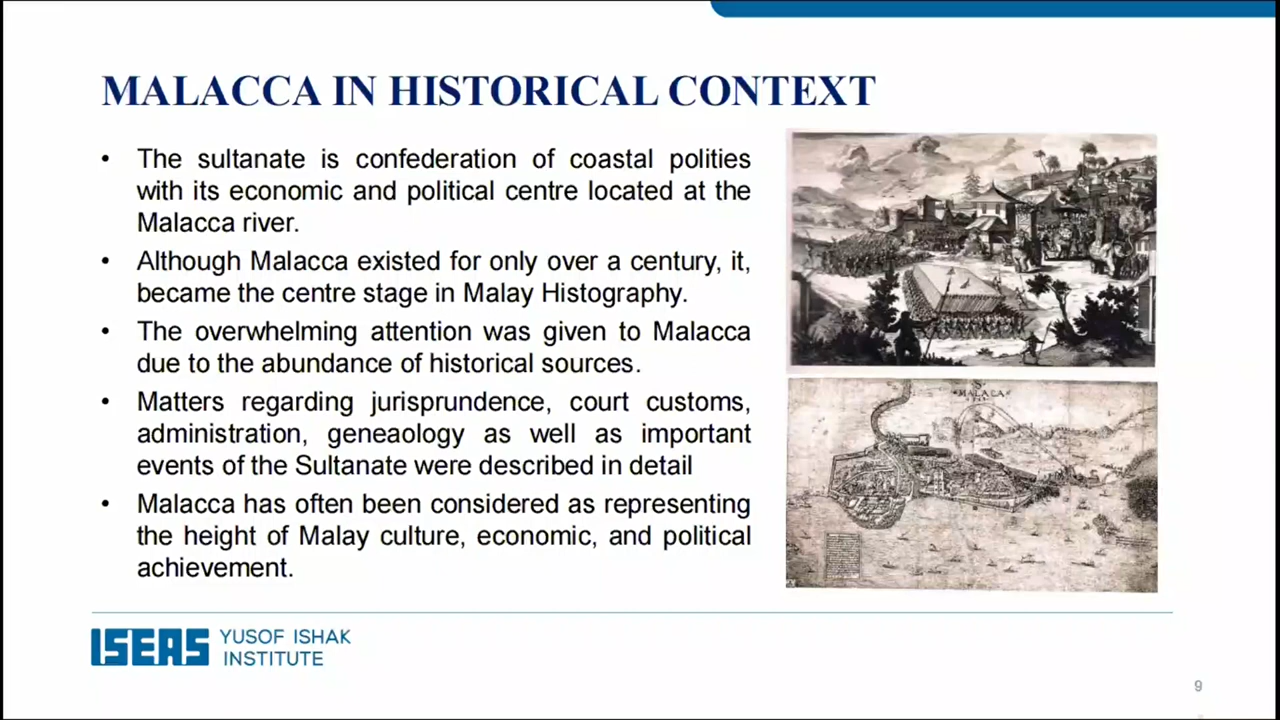 MALACCA IN HISTORICAL CONTEXT
• The sultanate is confederation of coastal polities
with its economic and political centre located at the
Malacca river.
• Although Malacca existed for only over a century, it,
became the centre stage in Malay Histography.
• The overwhelming attention was given to Malacca
due to the abundance of historical sources.
• Matters regarding jurisprundence, court customs,
administration, geneaology as well as important
events of the Sultanate were described in detail
• Malacca has often been considered as representing
the height of Malay culture, economic, and political
achievement.
MALACA
ISEAS YUSOF ISHAK
INSTITUTE
9